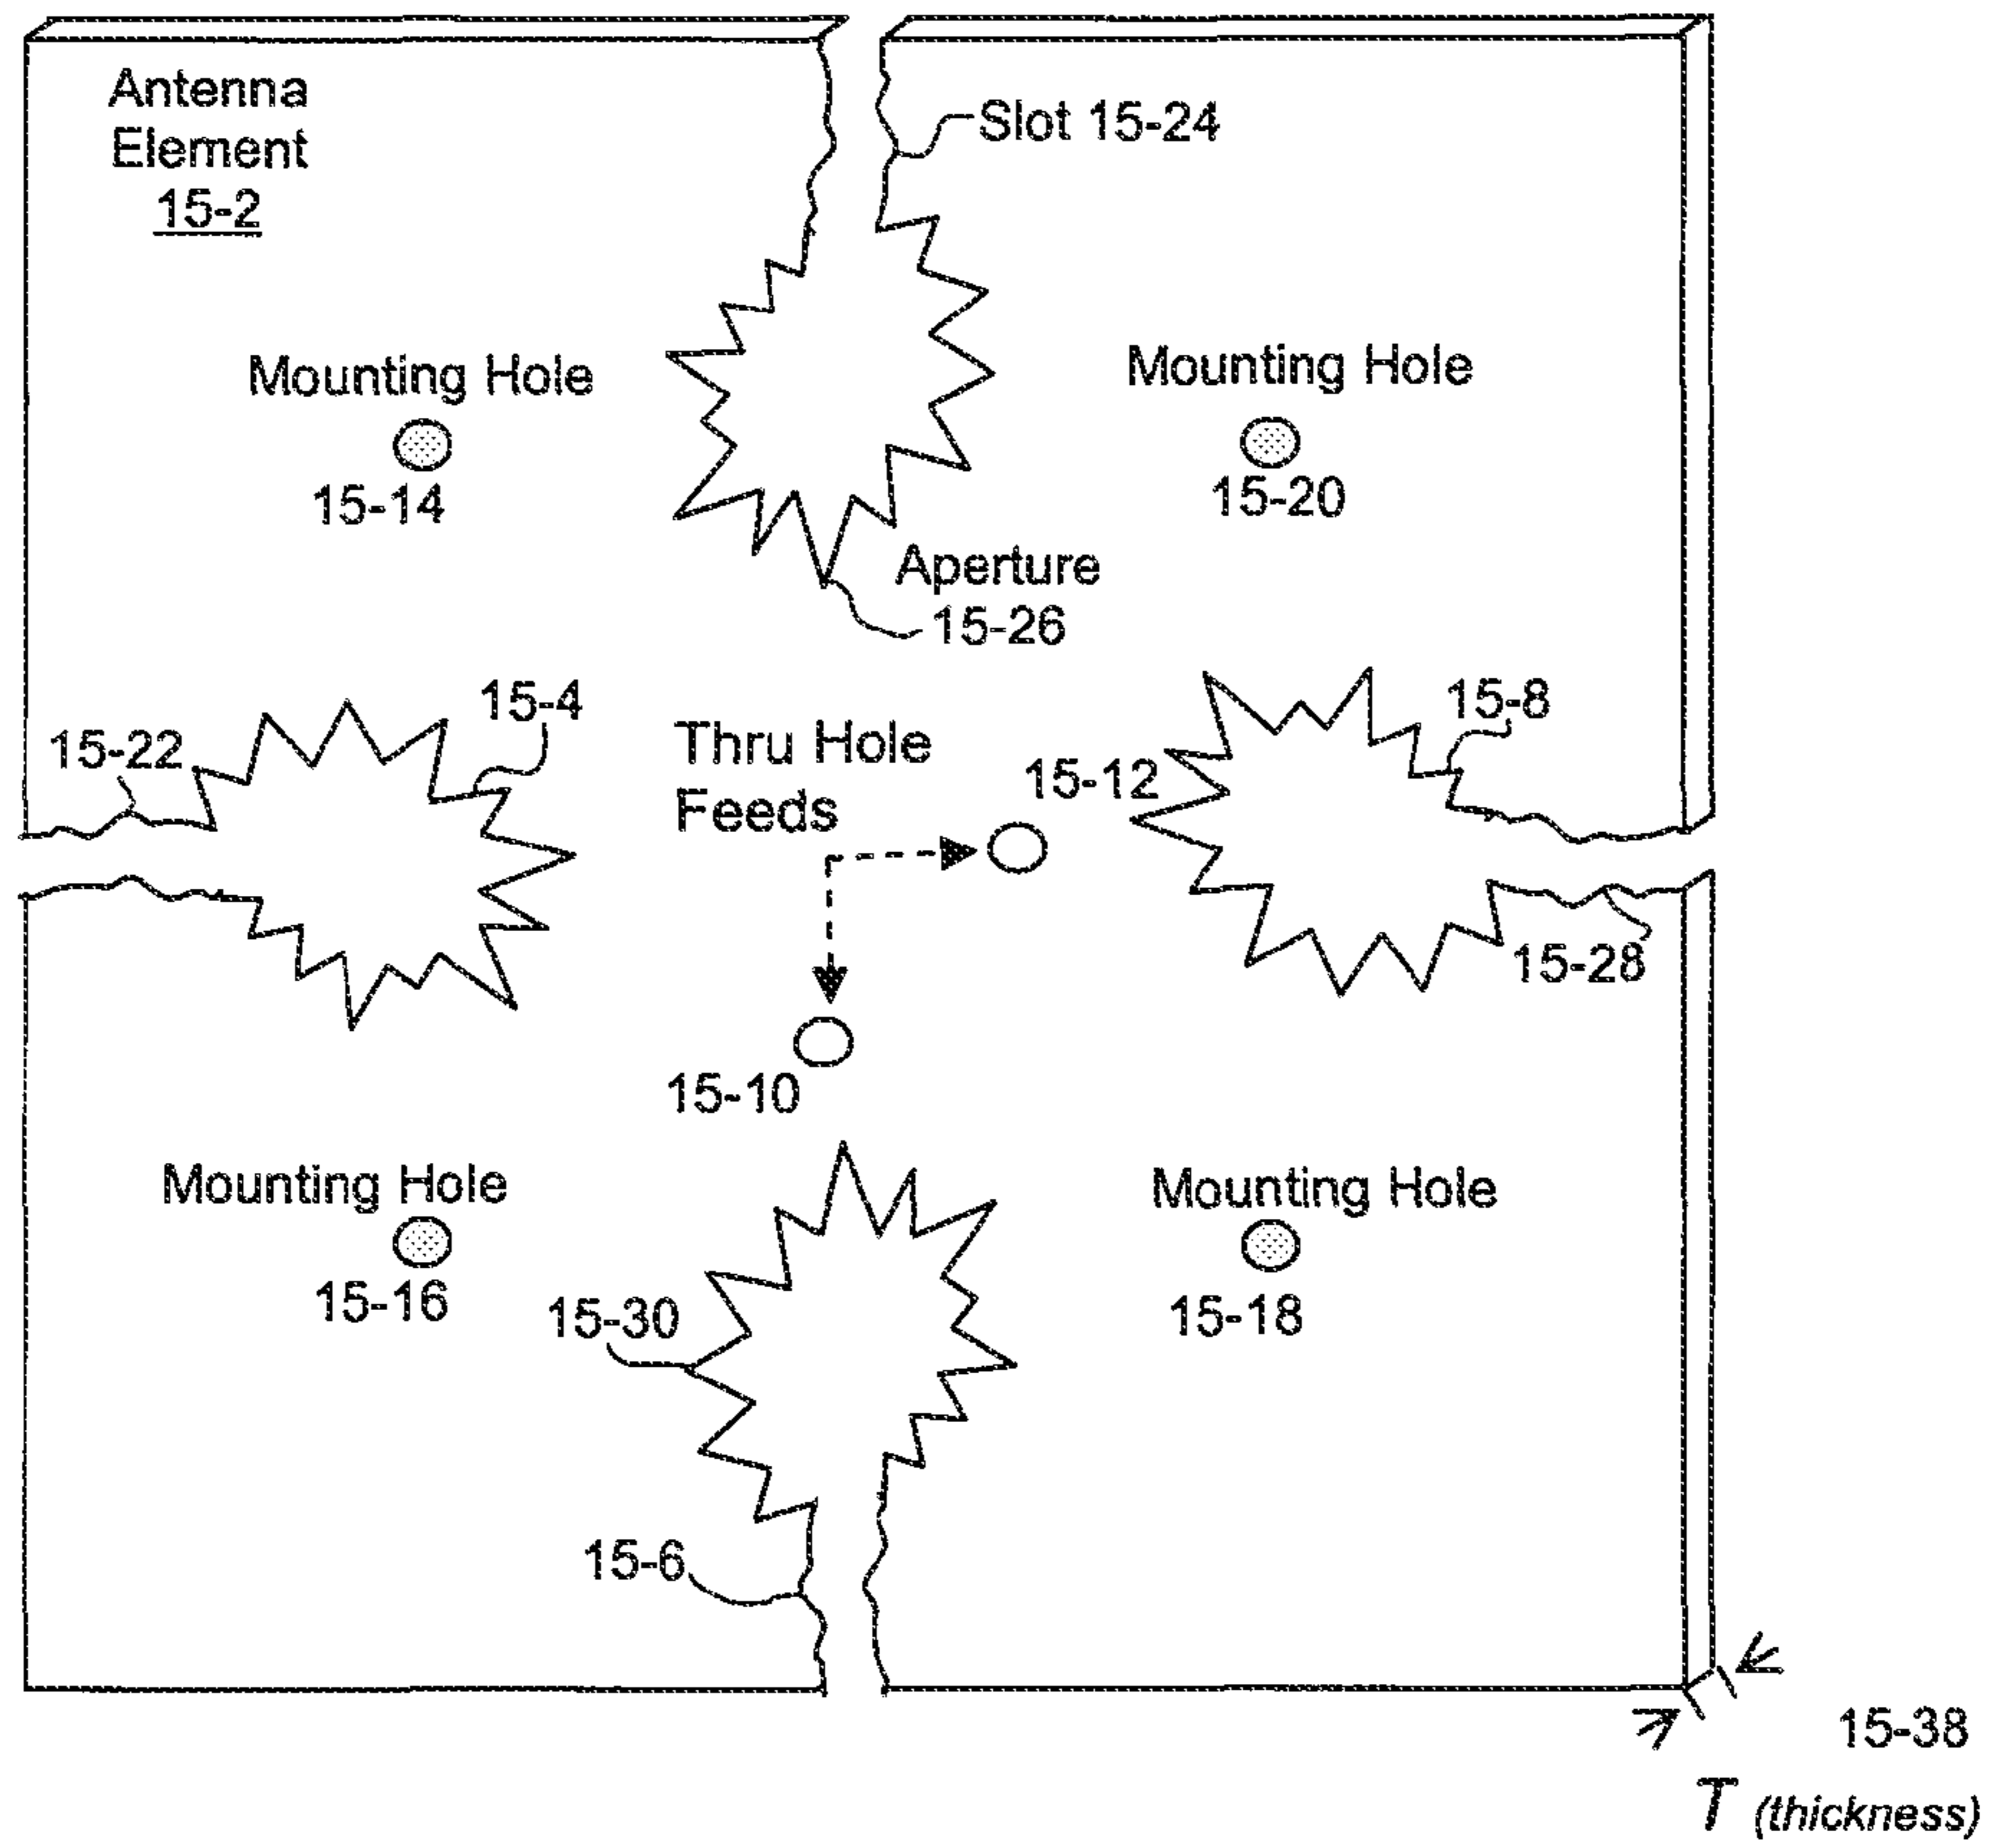 Antenna
Element
15-2
Slot 15-24
Mounting Hole
15-14
Mounting Hole
15-20
Aperture
15-26
15-22
15-4
Thru Hole
Feeds
15-12
15-8
15-28
15-10
Mounting Hole
15-16
Mounting Hole
15-18
15-30
15-6
15-38
T (thickness)